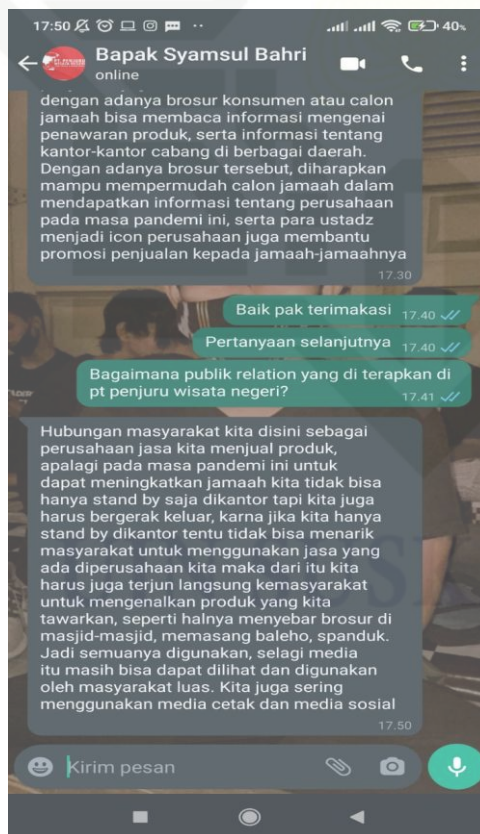 17:50
40%
Bapak Syamsul Bahri
online
dengan adanya brosur konsumen atau calon
jamaah bisa membaca informasi mengenai
penawaran produk, serta informasi tentang
kantor-kantor cabang di berbagai daerah.
Dengan adanya brosur tersebut, diharapkan
mampu mempermudah calon jamaah dalam
mendapatkan informasi tentang perusahaan
pada masa pandemi ini, serta para ustadz
menjadi icon perusahaan juga membantu
promosi penjualan kepada jamaah-jamaahnya
17.30
Baik pak terimakasi 17.40
Pertanyaan selanjutnya 17.40
Bagaimana publik relation yang di terapkan di
pt penjuru wisata negeri?
17.41
Hubungan masyarakat kita disini sebagai
perusahaan jasa kita menjual produk,
apalagi pada masa pandemi ini untuk
dapat meningkatkan jamaah kita tidak bisa
hanya stand by saja dikantor tapi kita juga
harus bergerak keluar, karna jika kita hanya
stand by dikantor tentu tidak bisa menarik
masyarakat untuk menggunakan jasa yang
ada diperusahaan kita maka dari itu kita
harus juga terjun langsung kemasyarakat
untuk mengenalkan produk yang kita
tawarkan, seperti halnya menyebar brosur di
masjid-masjid, memasang baleho, spanduk.
Jadi semuanya digunakan, selagi media
itu masih bisa dapat dilihat dan digunakan
oleh masyarakat luas. Kita juga sering
menggunakan media cetak dan media sosial
17.50
Kirim pesan